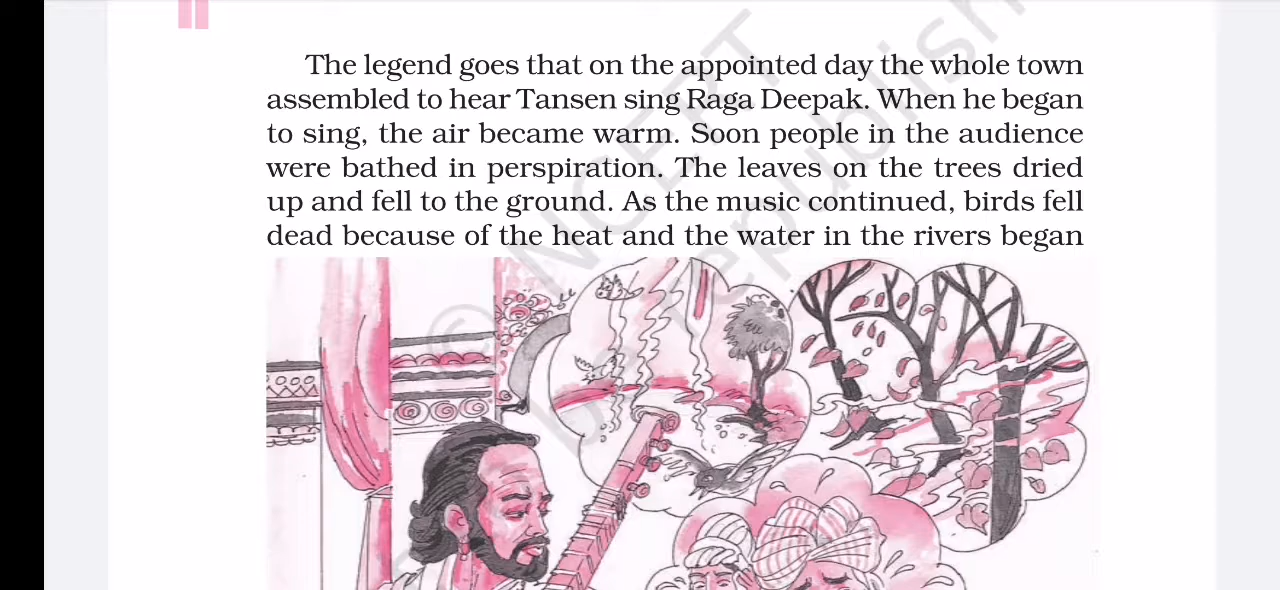 The legend goes that on the appointed day the whole town
assembled to hear Tansen sing Raga Deepak. When he began
to sing, the air became warm. Soon people in the audience
were bathed in perspiration. The leaves on the trees dried
up and fell to the ground. As the music continued, birds fell
dead because of the heat and the water in the rivers began
© NCERT
be republished